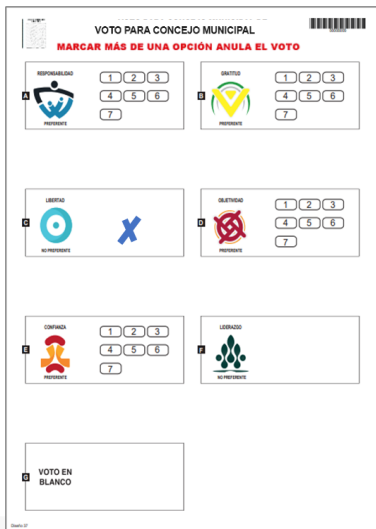 VOTO PARA CONCEJO MUNICIPAL
MARCAR MÁS DE UNA OPCIÓN ANULA EL VOTO
A
RESPONSABILIDAD
PREFERENTE
1 2 3
4 5 6
7
B
GRATITUD
PREFERENTE
1 2 3
4 5 6
7
C
LIBERTAD
NO PREFERENTE
X
D
OBJETIVIDAD
PREFERENTE
1 2 3
4 5 6
7
E
CONFIANZA
PREFERENTE
1 2 3
4 5 6
7
F
LIDERAZGO
NO PREFERENTE
G
VOTO EN
BLANCO